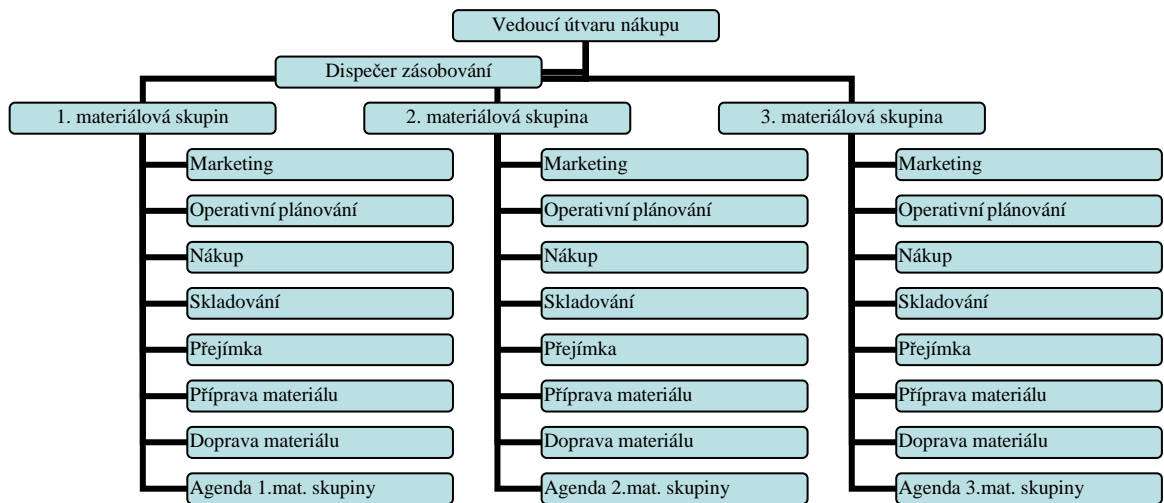 Vedoucí útvaru nákupu
Dispečer zásobování
1. materiálová skupin
2. materiálová skupina
3. materiálová skupina
Marketing
Marketing
Marketing
Operativní plánování
Operativní plánování
Operativní plánování
Nákup
Nákup
Nákup
Skladování
Skladování
Skladování
Přejímka
Přejímka
Přejímka
Příprava materiálu
Příprava materiálu
Příprava materiálu
Doprava materiálu
Doprava materiálu
Doprava materiálu
Agenda 1.mat. skupiny
Agenda 2.mat. skupiny
Agenda 3.mat. skupiny